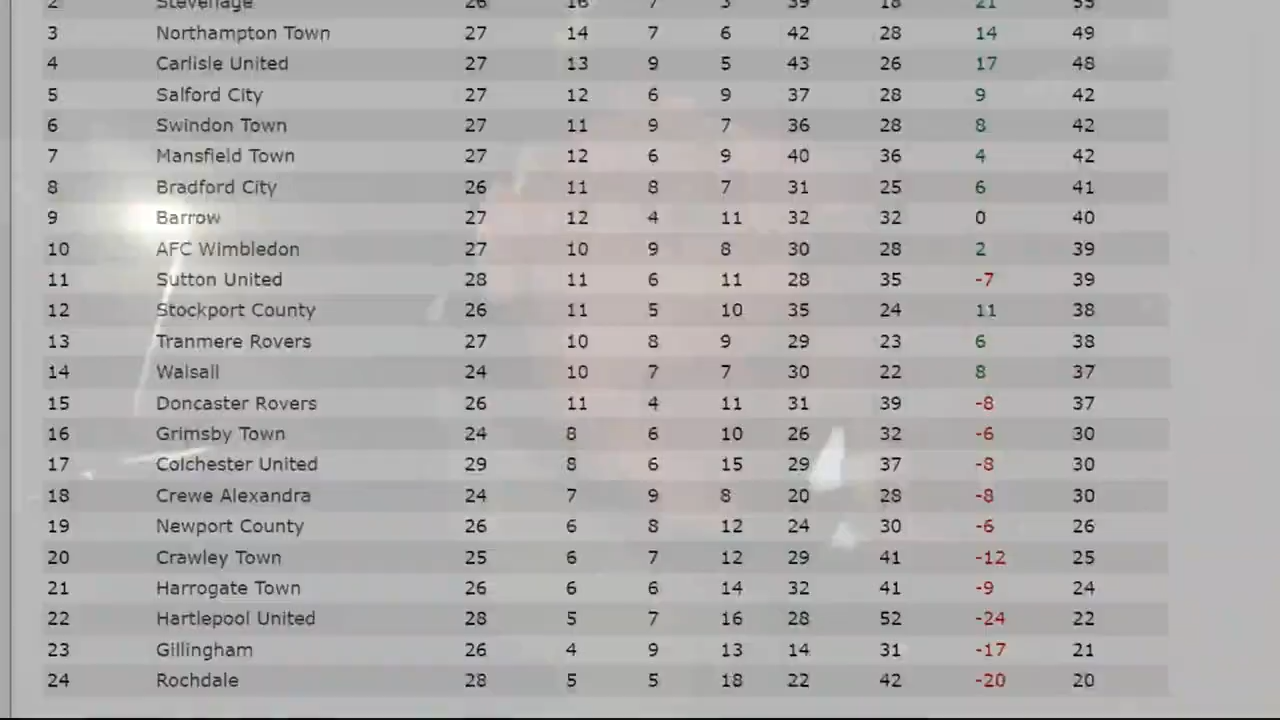 2 Stevenage 26 16 7 3 39 18 21 55
3 Northampton Town 27 14 7 6 42 28 14 49
4 Carlisle United 27 13 9 5 43 26 17 48
5 Salford City 27 12 6 9 37 28 9 42
6 Swindon Town 27 11 9 7 36 28 8 42
7 Mansfield Town 27 12 6 9 40 36 4 42
8 Bradford City 26 11 8 7 31 25 6 41
9 Barrow 27 12 4 11 32 32 0 40
10 AFC Wimbledon 27 10 9 8 30 28 2 39
11 Sutton United 28 11 6 11 28 35 -7 39
12 Stockport County 26 11 5 10 35 24 11 38
13 Tranmere Rovers 27 10 8 9 29 23 6 38
14 Walsall 24 10 7 7 30 22 8 37
15 Doncaster Rovers 26 11 4 11 31 39 -8 37
16 Grimsby Town 24 8 6 10 26 32 -6 30
17 Colchester United 29 8 6 15 29 37 -8 30
18 Crewe Alexandra 24 7 9 8 20 28 -8 30
19 Newport County 26 6 8 12 24 30 -6 26
20 Crawley Town 25 6 7 12 29 41 -12 25
21 Harrogate Town 26 6 6 14 32 41 -9 24
22 Hartlepool United 28 5 7 16 28 52 -24 22
23 Gillingham 26 4 9 13 14 31 -17 21
24 Rochdale 28 5 5 18 22 42 -20 20